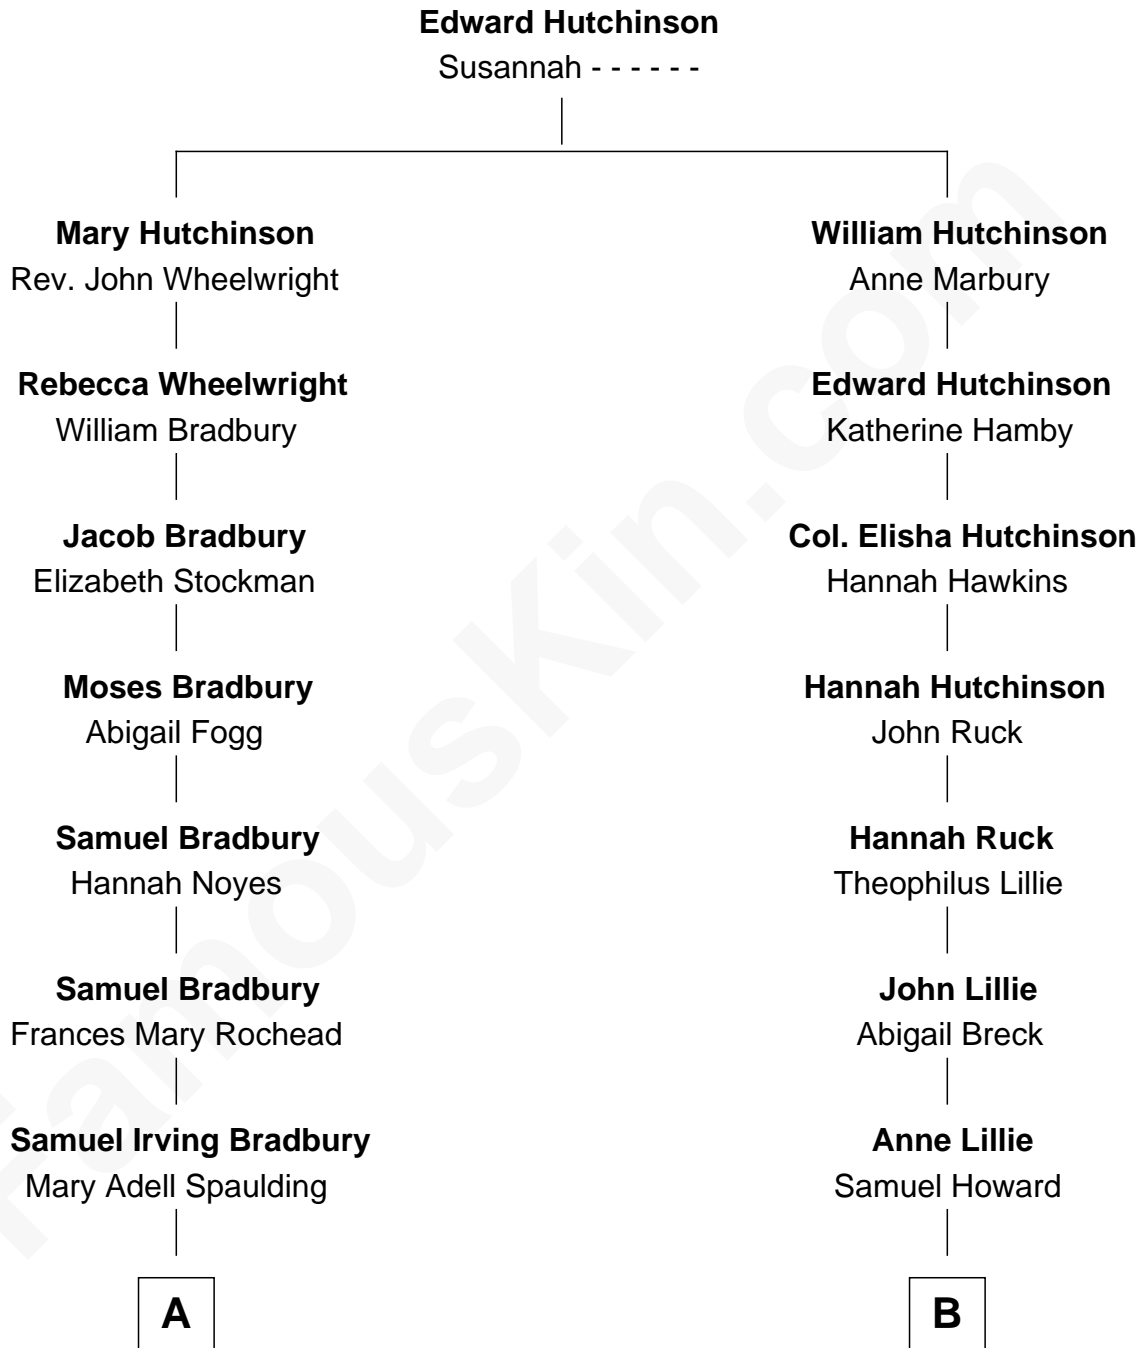 Edward Hutchinson
Susannah - - - - - -
Mary Hutchinson
Rev. John Wheelwright
Rebecca Wheelwright
William Bradbury
Jacob Bradbury
Elizabeth Stockman
Moses Bradbury
Abigail Fogg
Samuel Bradbury
Hannah Noyes
Samuel Bradbury
Frances Mary Rochead
Samuel Irving Bradbury
Mary Adell Spaulding
A
William Hutchinson
Anne Marbury
Edward Hutchinson
Katherine Hamby
Col. Elisha Hutchinson
Hannah Hawkins
Hannah Hutchinson
John Ruck
Hannah Ruck
Theophilus Lillie
John Lillie
Abigail Breck
Anne Lillie
Samuel Howard
B
FamousKin.com